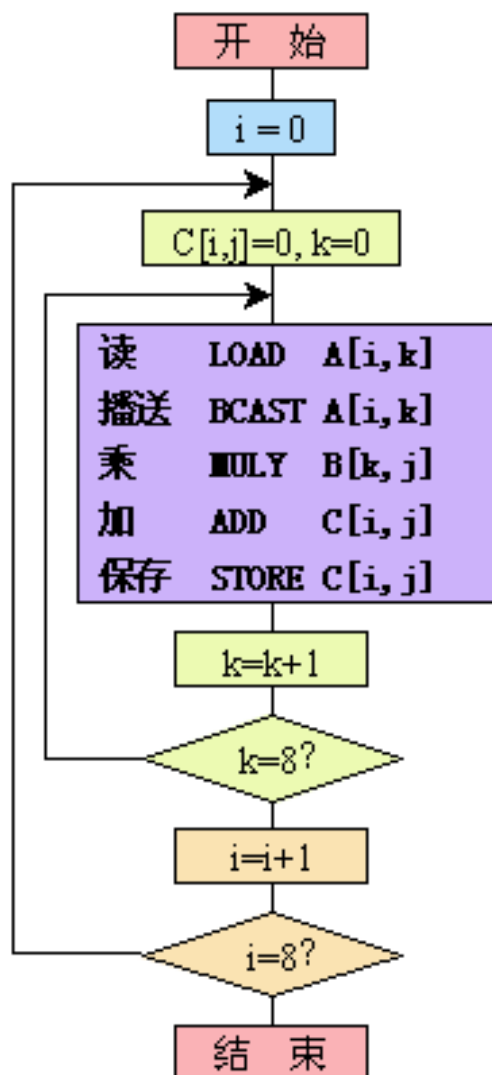 开 始
i = 0
C[i,j]=0, k=0
读 LOAD A[i,k]
播送 BCAST A[i,k]
乘 MULY B[k,j]
加 ADD C[i,j]
保存 STORE C[i,j]
k=k+1
k=8?
i=i+1
i=8?
结 束